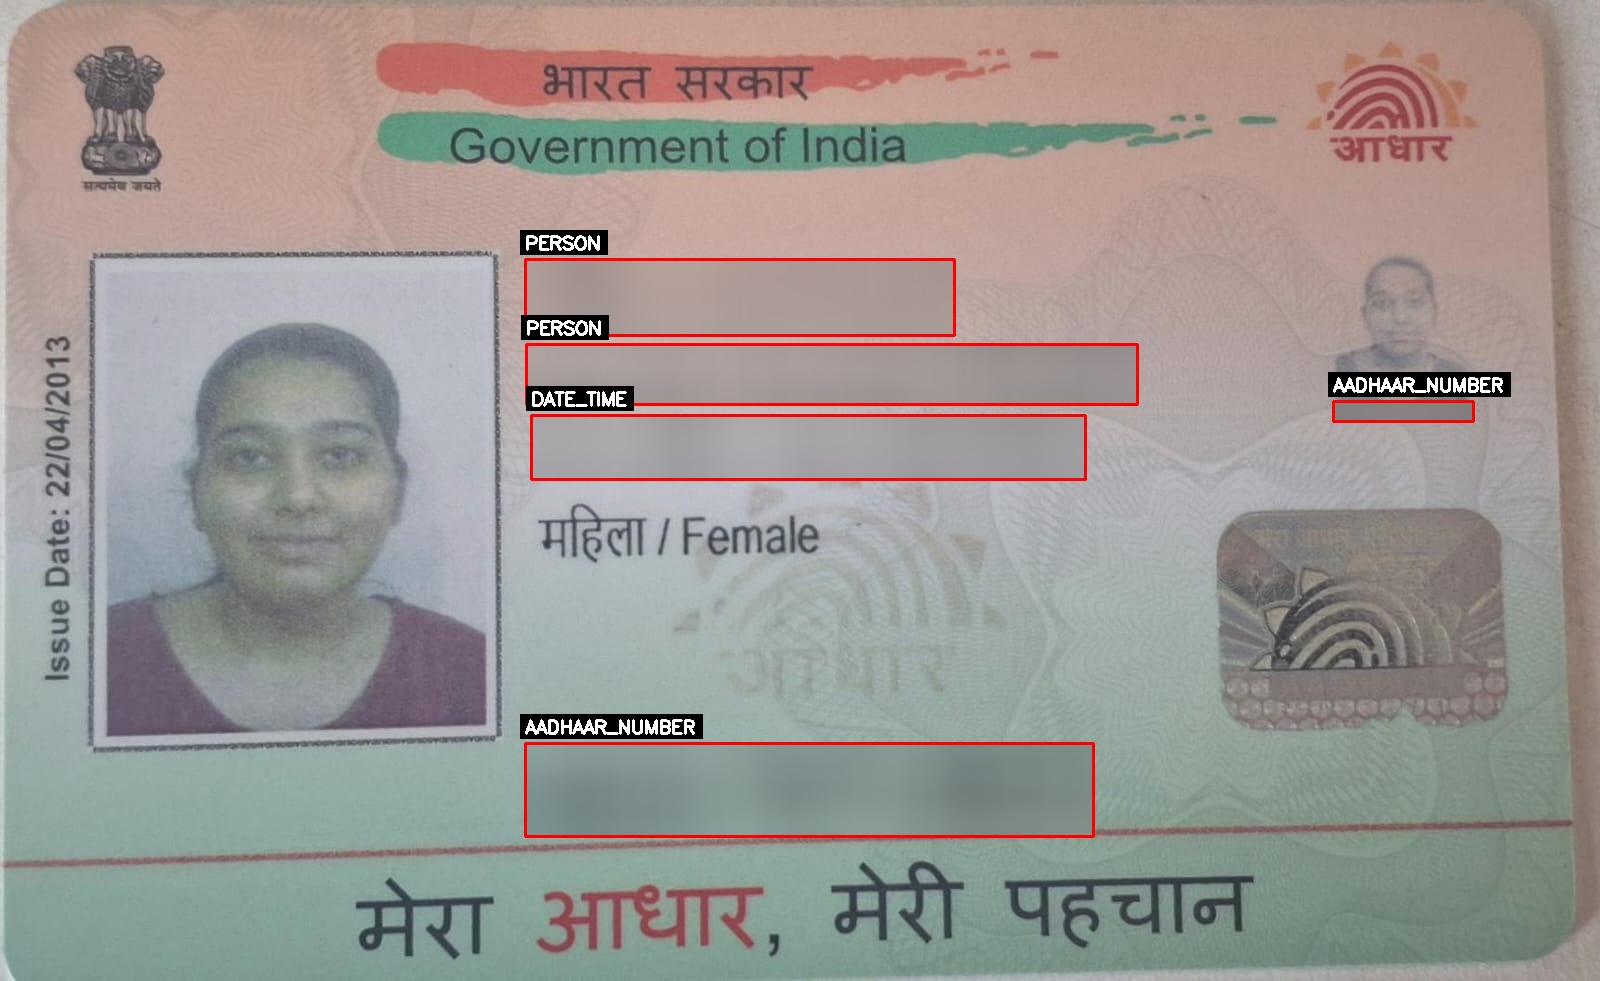 भारत सरकार
Government of India
सत्यमेव जयते
आधार
Issue Date: 22/04/2013
PERSON
PERSON
DATE_TIME
AADHAAR_NUMBER
महिला / Female
आधार
AADHAAR_NUMBER
मेरा आधार, मेरी पहचान